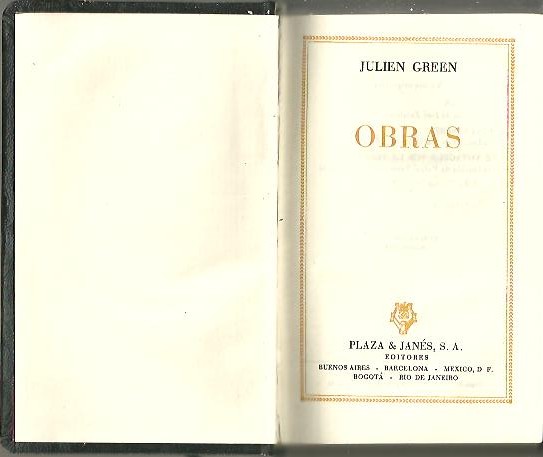 JULIEN GREEN
OBRAS
PLAZA & JANÉS, S. A.
EDITORES
BUENOS AIRES - BARCELONA - MEXICO, D F.
BOGOTÁ - RIO DE JANEIRO